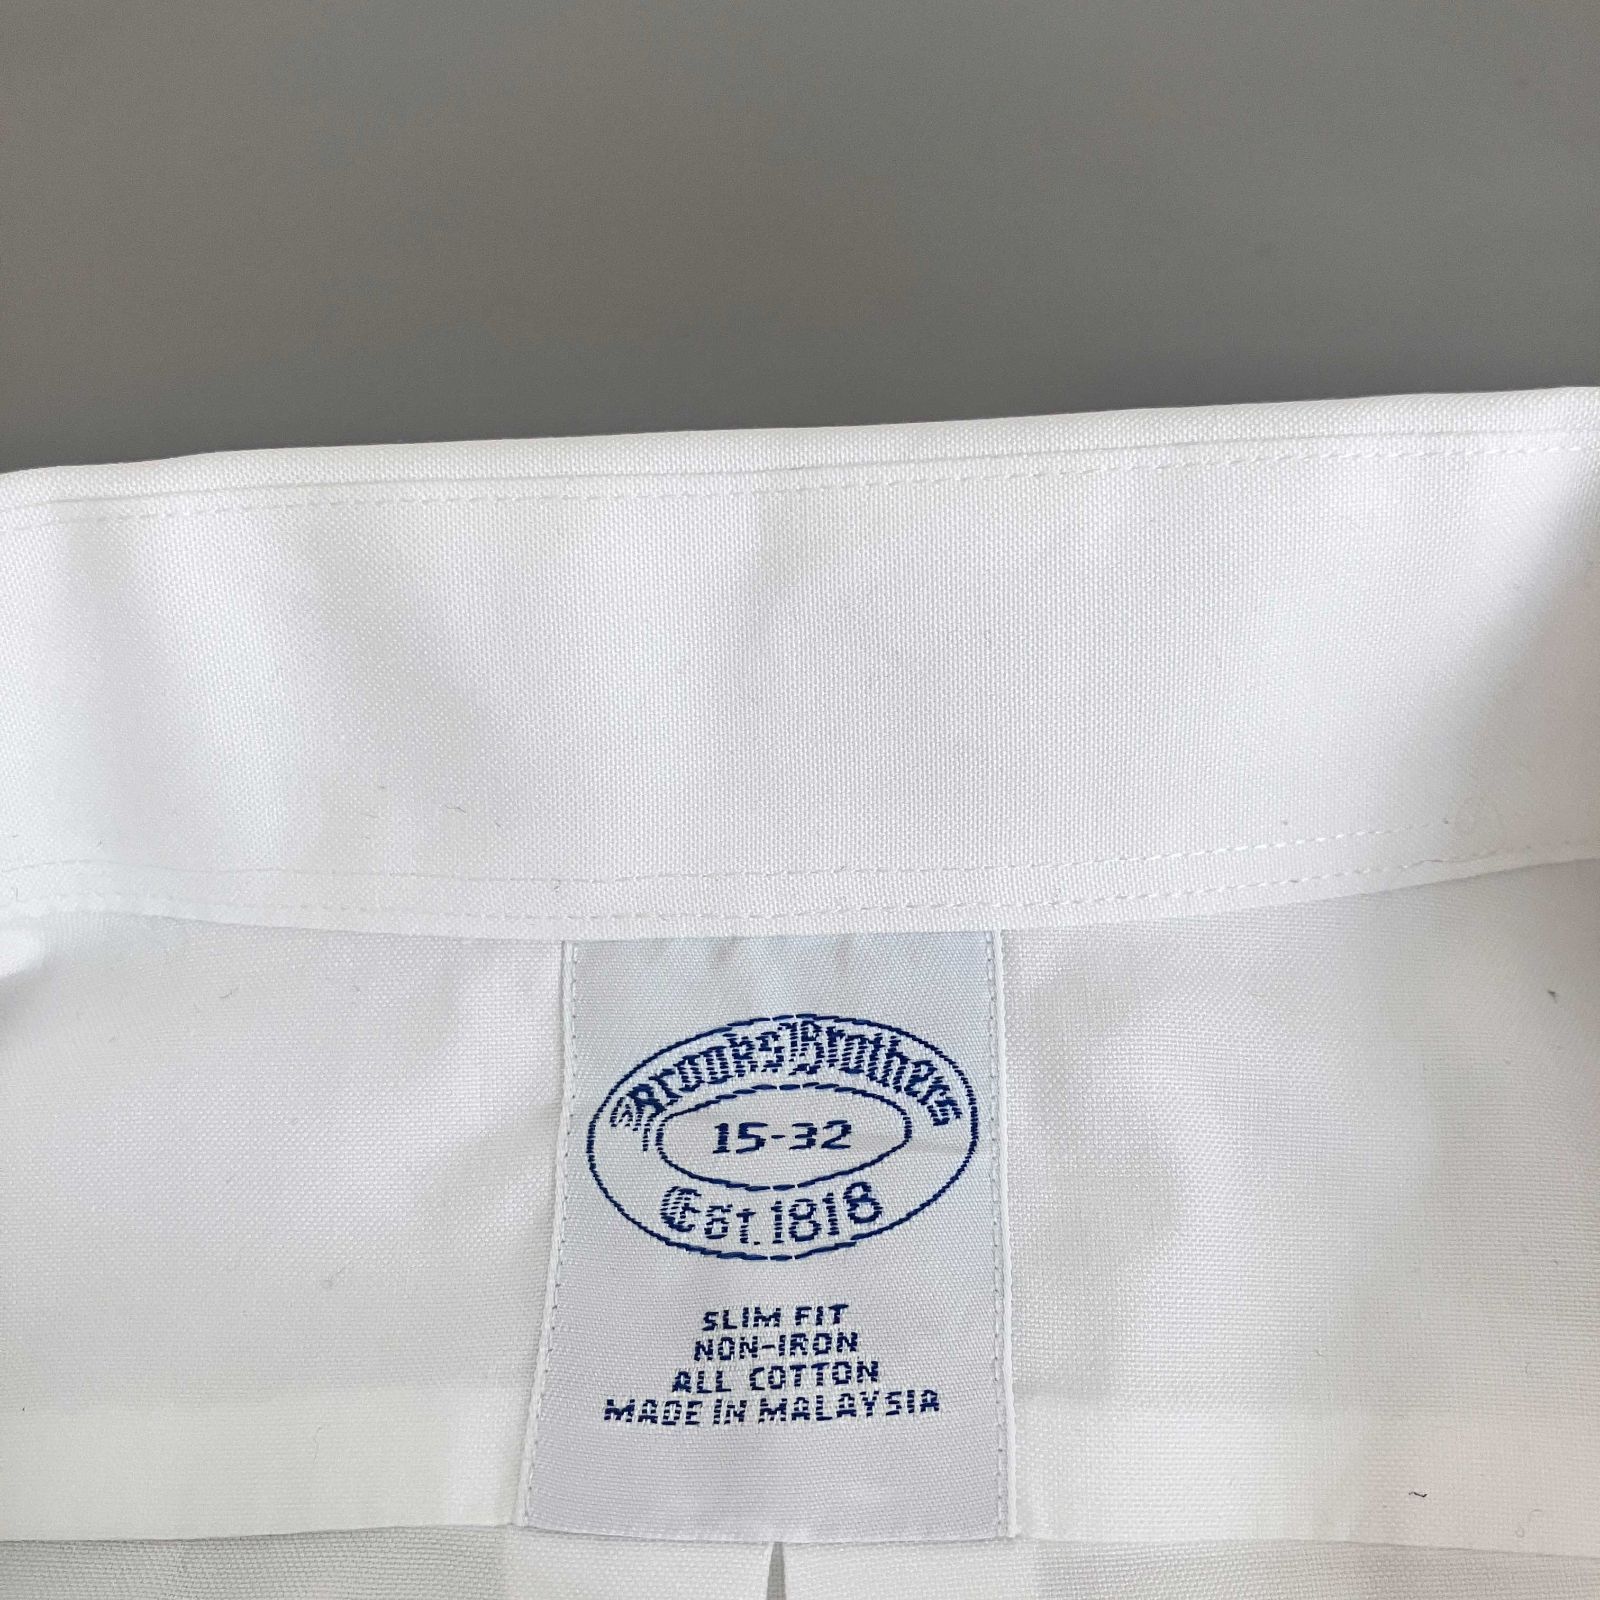 Brooks Brothers
15-32
Est. 1818
SLIM FIT
NON-IRON
ALL COTTON
MADE IN MALAYSIA